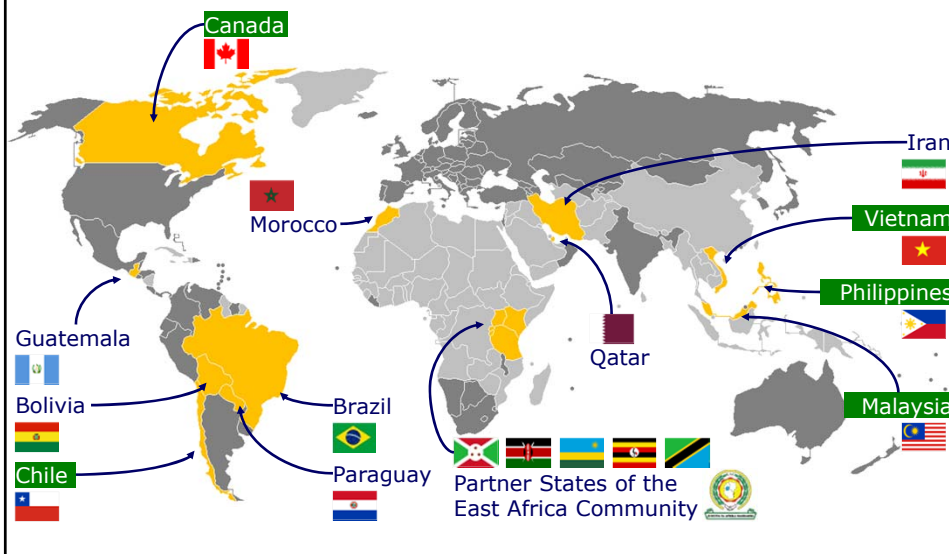 Canada
Iran
Morocco
Vietnam
Philippines
Guatemala
Qatar
Bolivia
Brazil
Malaysia
Chile
Paraguay
Partner States of the
East Africa Community